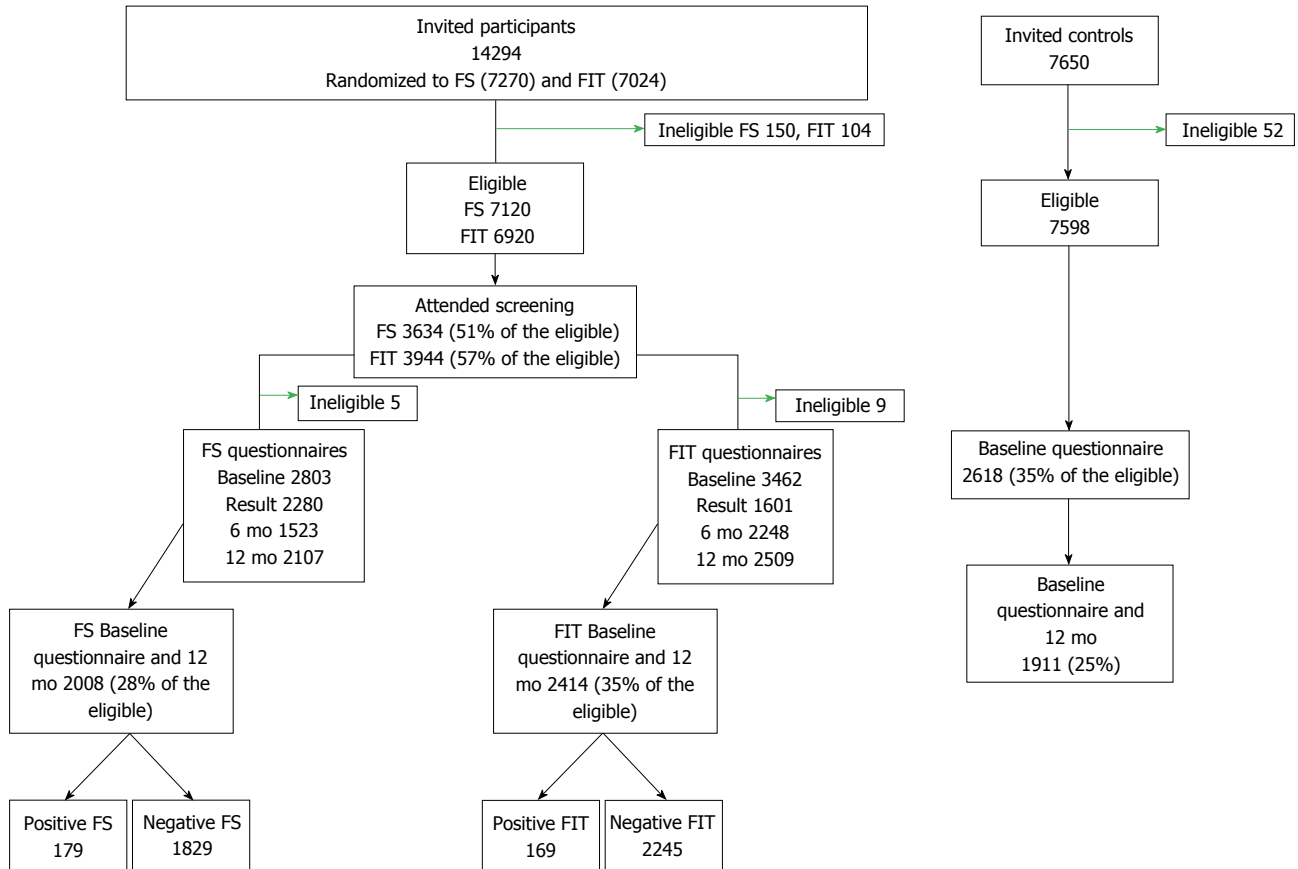 Invited participants
14294
Randomized to FS (7270) and FIT (7024)
Ineligible FS 150, FIT 104
Eligible
FS 7120
FIT 6920
Attended screening
FS 3634 (51% of the eligible)
FIT 3944 (57% of the eligible)
Ineligible 5
Ineligible 9
FS questionnaires
Baseline 2803
Result 2280
6 mo 1523
12 mo 2107
FIT questionnaires
Baseline 3462
Result 1601
6 mo 2248
12 mo 2509
FS Baseline
questionnaire and 12
mo 2008 (28% of the
eligible)
FIT Baseline
questionnaire and 12
mo 2414 (35% of the
eligible)
Positive FS
179
Negative FS
1829
Positive FIT
169
Negative FIT
2245
Invited controls
7650
Ineligible 52
Eligible
7598
Baseline questionnaire
2618 (35% of the eligible)
Baseline
questionnaire and
12 mo
1911 (25%)